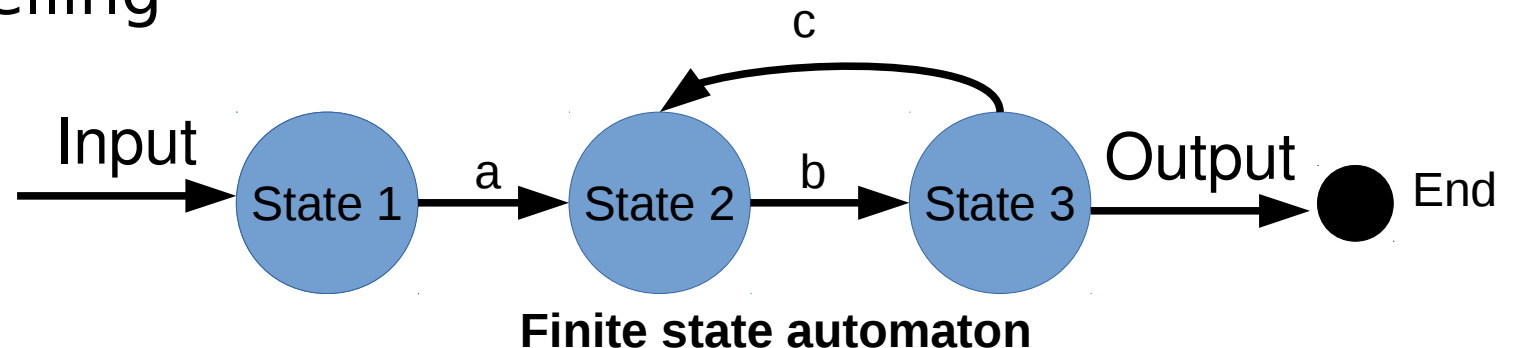 c
Input
a
b
Output
State 1
State 2
State 3
End
Finite state automaton